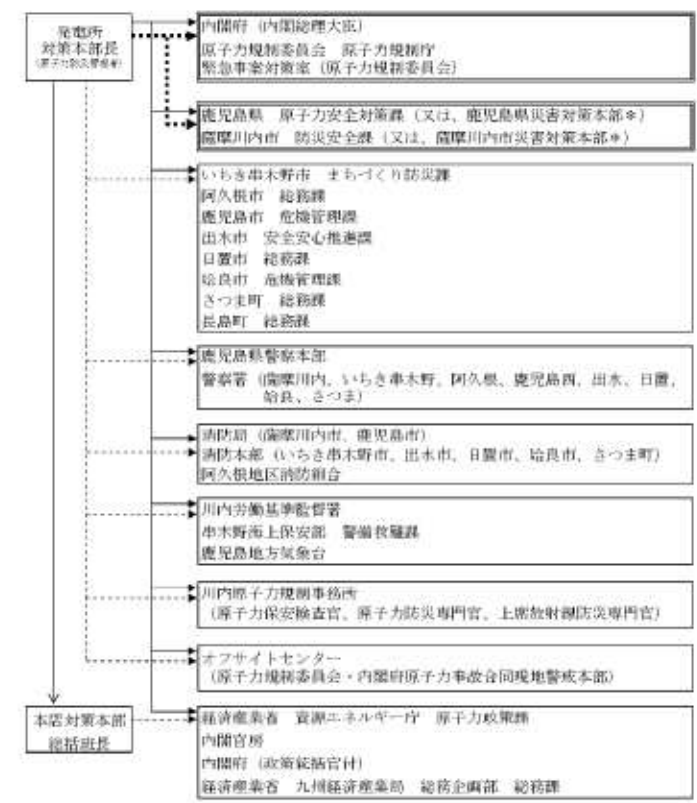 発電所
対策本部長
（原子力防災管理者）
内閣府（内閣総理大臣）
原子力規制委員会　原子力規制庁
緊急事案対策室（原子力規制委員会）
鹿児島県　原子力安全対策課（又は、鹿児島県災害対策本部＊）
薩摩川内市　防災安全課（又は、薩摩川内市災害対策本部＊）
いちき串木野市　まちづくり防災課
阿久根市　総務課
鹿児島市　危機管理課
出水市　安全安心推進課
日置市　総務課
姶良市　危機管理課
さつま町　総務課
長島町　総務課
鹿児島県警察本部
警察署（薩摩川内、いちき串木野、阿久根、鹿児島西、出水、日置、
姶良、さつま）
消防局（薩摩川内市、鹿児島市）
消防本部（いちき串木野市、出水市、日置市、姶良市、さつま町）
阿久根地区消防組合
川内労働基準監督署
串木野海上保安部　警備救難課
鹿児島地方気象台
川内原子力規制事務所
（原子力保安検査官、原子力防災専門官、上席放射線防災専門官）
オフサイトセンター
（原子力規制委員会・内閣府原子力事故合同現地警戒本部）
本店対策本部
総括班長
経済産業省　資源エネルギー庁　原子力政策課
内閣官房
内閣府（政策統括官付）
経済産業省　九州経済産業局　総務企画部　総務課